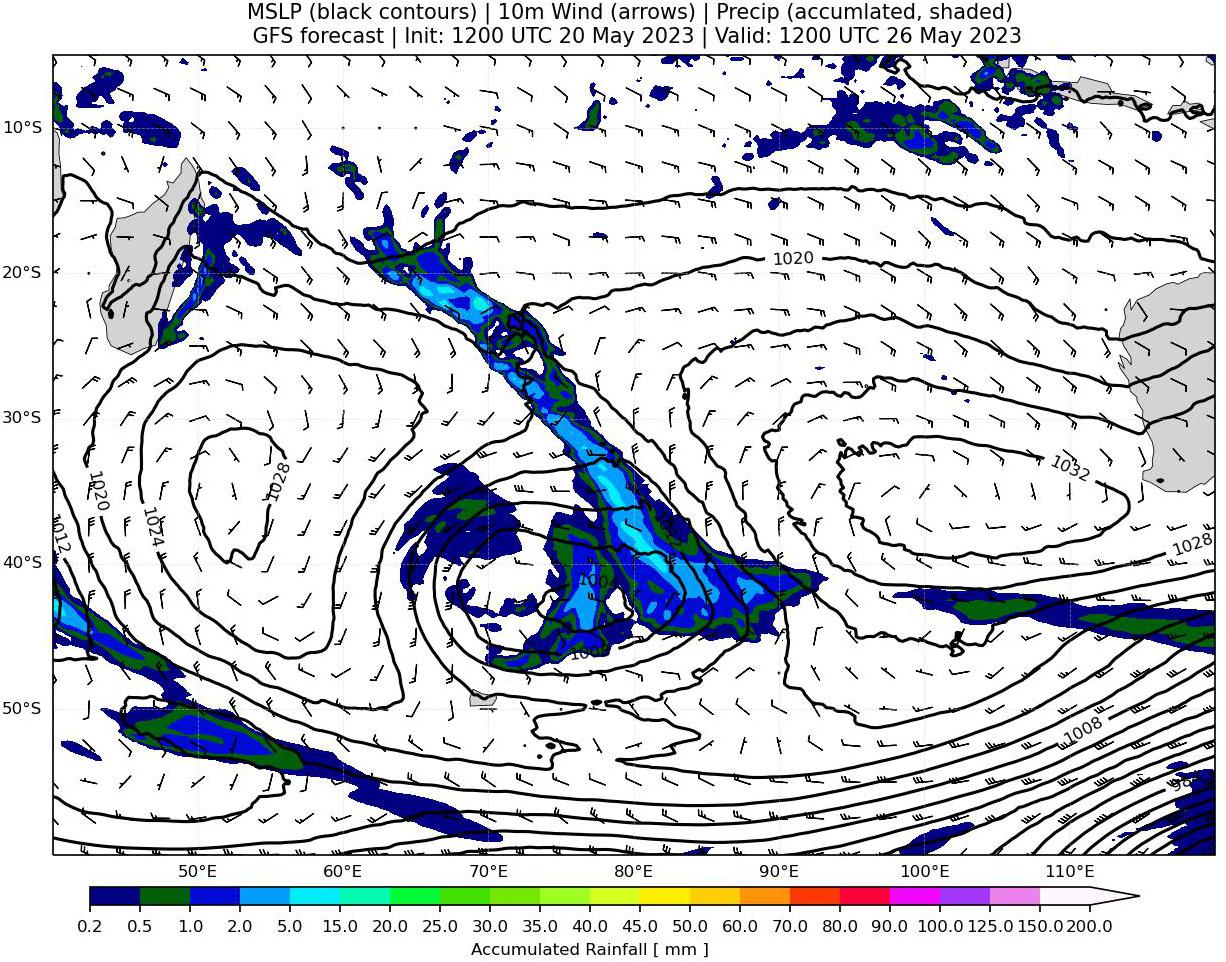 MSLP (black contours) | 10m Wind (arrows) | Precip (accumlated, shaded)
GFS forecast | Init: 1200 UTC 20 May 2023 | Valid: 1200 UTC 26 May 2023
10°S
20°S
30°S
40°S
50°S
1020
1028
1032
1020
1024
1012
1028
1004
1008
1008
50°E
60°E
70°E
80°E
90°E
100°E
110°E
0.2 0.5 1.0 2.0 5.0 15.0 20.0 25.0 30.0 35.0 40.0 45.0 50.0 60.0 70.0 80.0 90.0 100.0 125.0 150.0 200.0
Accumulated Rainfall [ mm ]